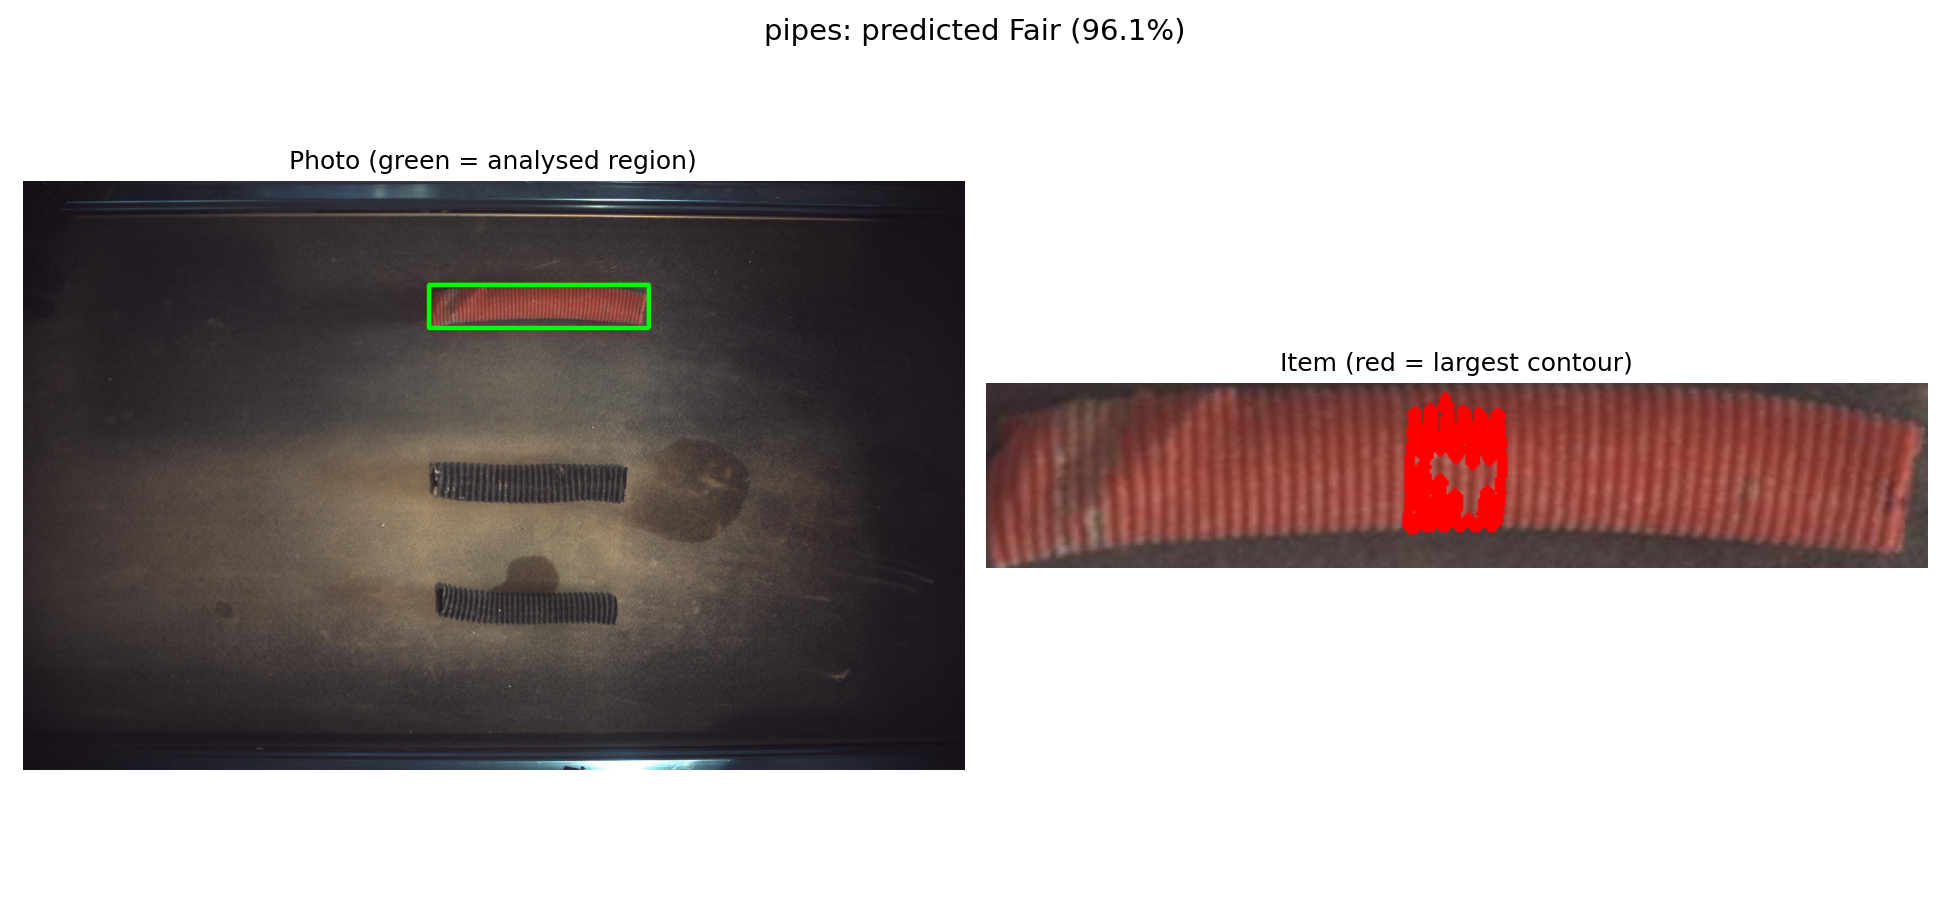 pipes: predicted Fair (96.1%)
Photo (green = analysed region)
Item (red = largest contour)